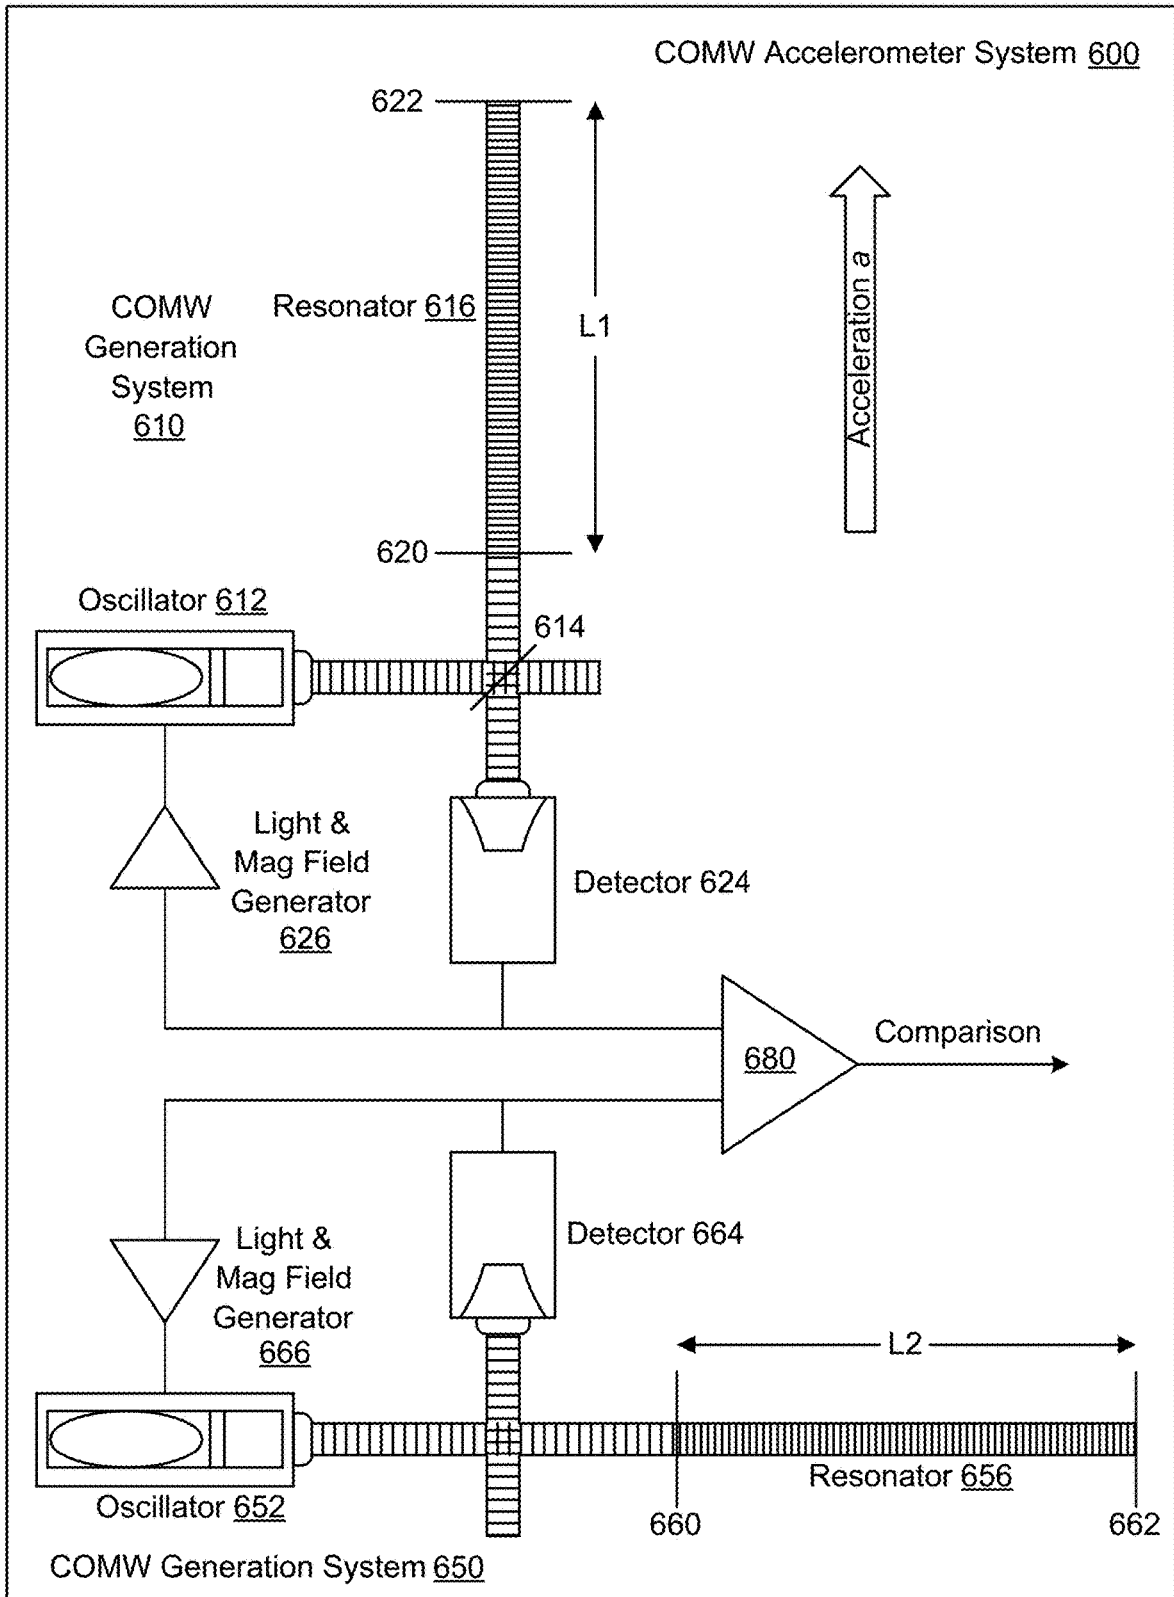 COMW Accelerometer System 600
622
Acceleration a
COMW
Generation
System
610
Resonator 616
L1
620
Oscillator 612
614
Light &
Mag Field
Generator
626
Detector 624
680
Comparison
Light &
Mag Field
Generator
666
Detector 664
L2
Resonator 656
Oscillator 652
660
662
COMW Generation System 650